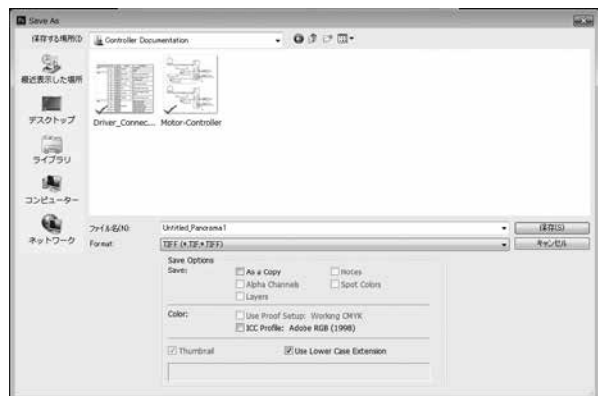 Save As
保存する場所(I):
Controller Documentation
最近表示した場所
デスクトップ
ライブラリ
コンピューター
ネットワーク
Driver_Connec... Motor-Controller
ファイル名(N):
Untitled_Panorama1
保存(S)
Format:
TIFF (*.TIF;*.TIFF)
キャンセル
Save Options
Save:
As a Copy
Notes
Alpha Channels
Spot Colors
Layers
Color:
Use Proof Setup: Working CMYK
ICC Profile: Adobe RGB (1998)
Thumbnail
Use Lower Case Extension